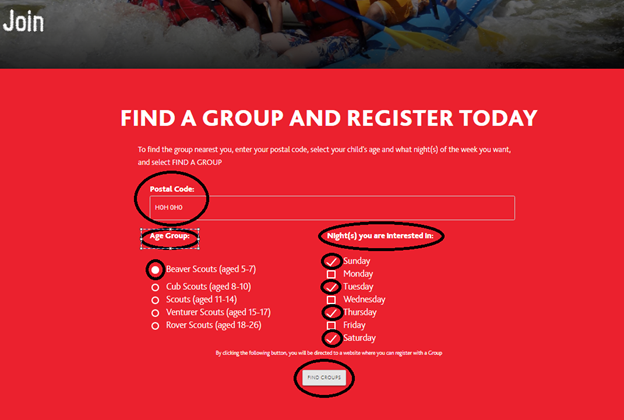 Join
FIND A GROUP AND REGISTER TODAY
To find the group nearest you, enter your postal code, select your child's age and what night(s) of the week you want,
and select FIND A GROUP
Postal Code:
H0H 0H0
Age Group:
Beaver Scouts (aged 5-7)
Cub Scouts (aged 8-10)
Scouts (aged 11-14)
Venturer Scouts (aged 15-17)
Rover Scouts (aged 18-26)
Night(s) you are interested in:
Sunday
Monday
Tuesday
Wednesday
Thursday
Friday
Saturday
By clicking the following button, you will be directed to a website where you can register with a Group
FIND GROUPS